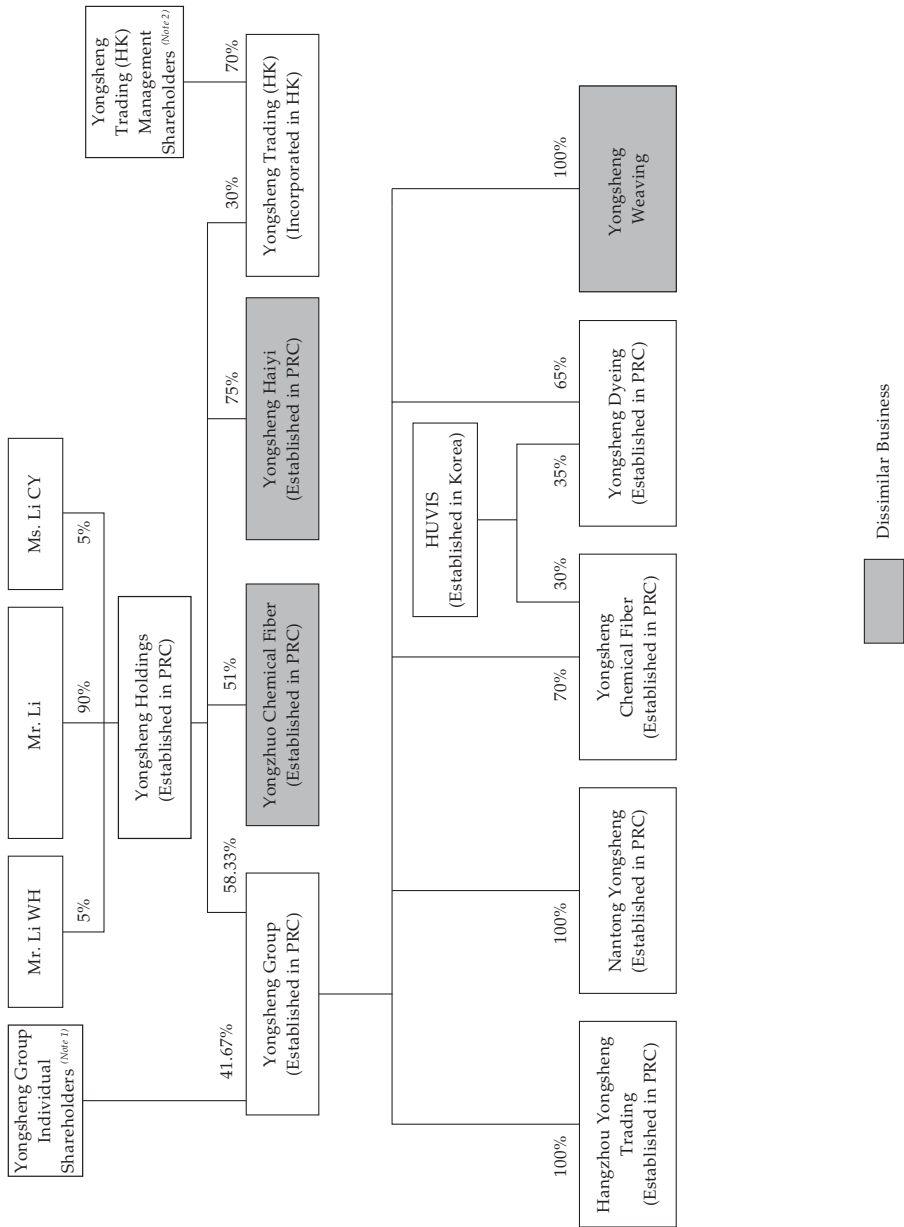 Yongsheng Group
Individual
Shareholders (Note 1)
Mr. Li WH
Mr. Li
Ms. Li CY
5%
90%
5%
Yongsheng Trading (HK)
Management
Shareholders (Note 2)
Yongsheng Holdings
(Established in PRC)
41.67%
58.33%
51%
75%
30%
70%
Yongsheng Group
(Established in PRC)
Yongzhuo Chemical Fiber
(Established in PRC)
Yongsheng Haiyi
(Established in PRC)
Yongsheng Trading (HK)
(Incorporated in HK)
HUVIS
(Established in Korea)
100%
100%
70%
30%
35%
65%
100%
Hangzhou Yongsheng
Trading
(Established in PRC)
Nantong Yongsheng
(Established in PRC)
Yongsheng
Chemical Fiber
(Established in PRC)
Yongsheng Dyeing
(Established in PRC)
Yongsheng
Weaving
Dissimilar Business